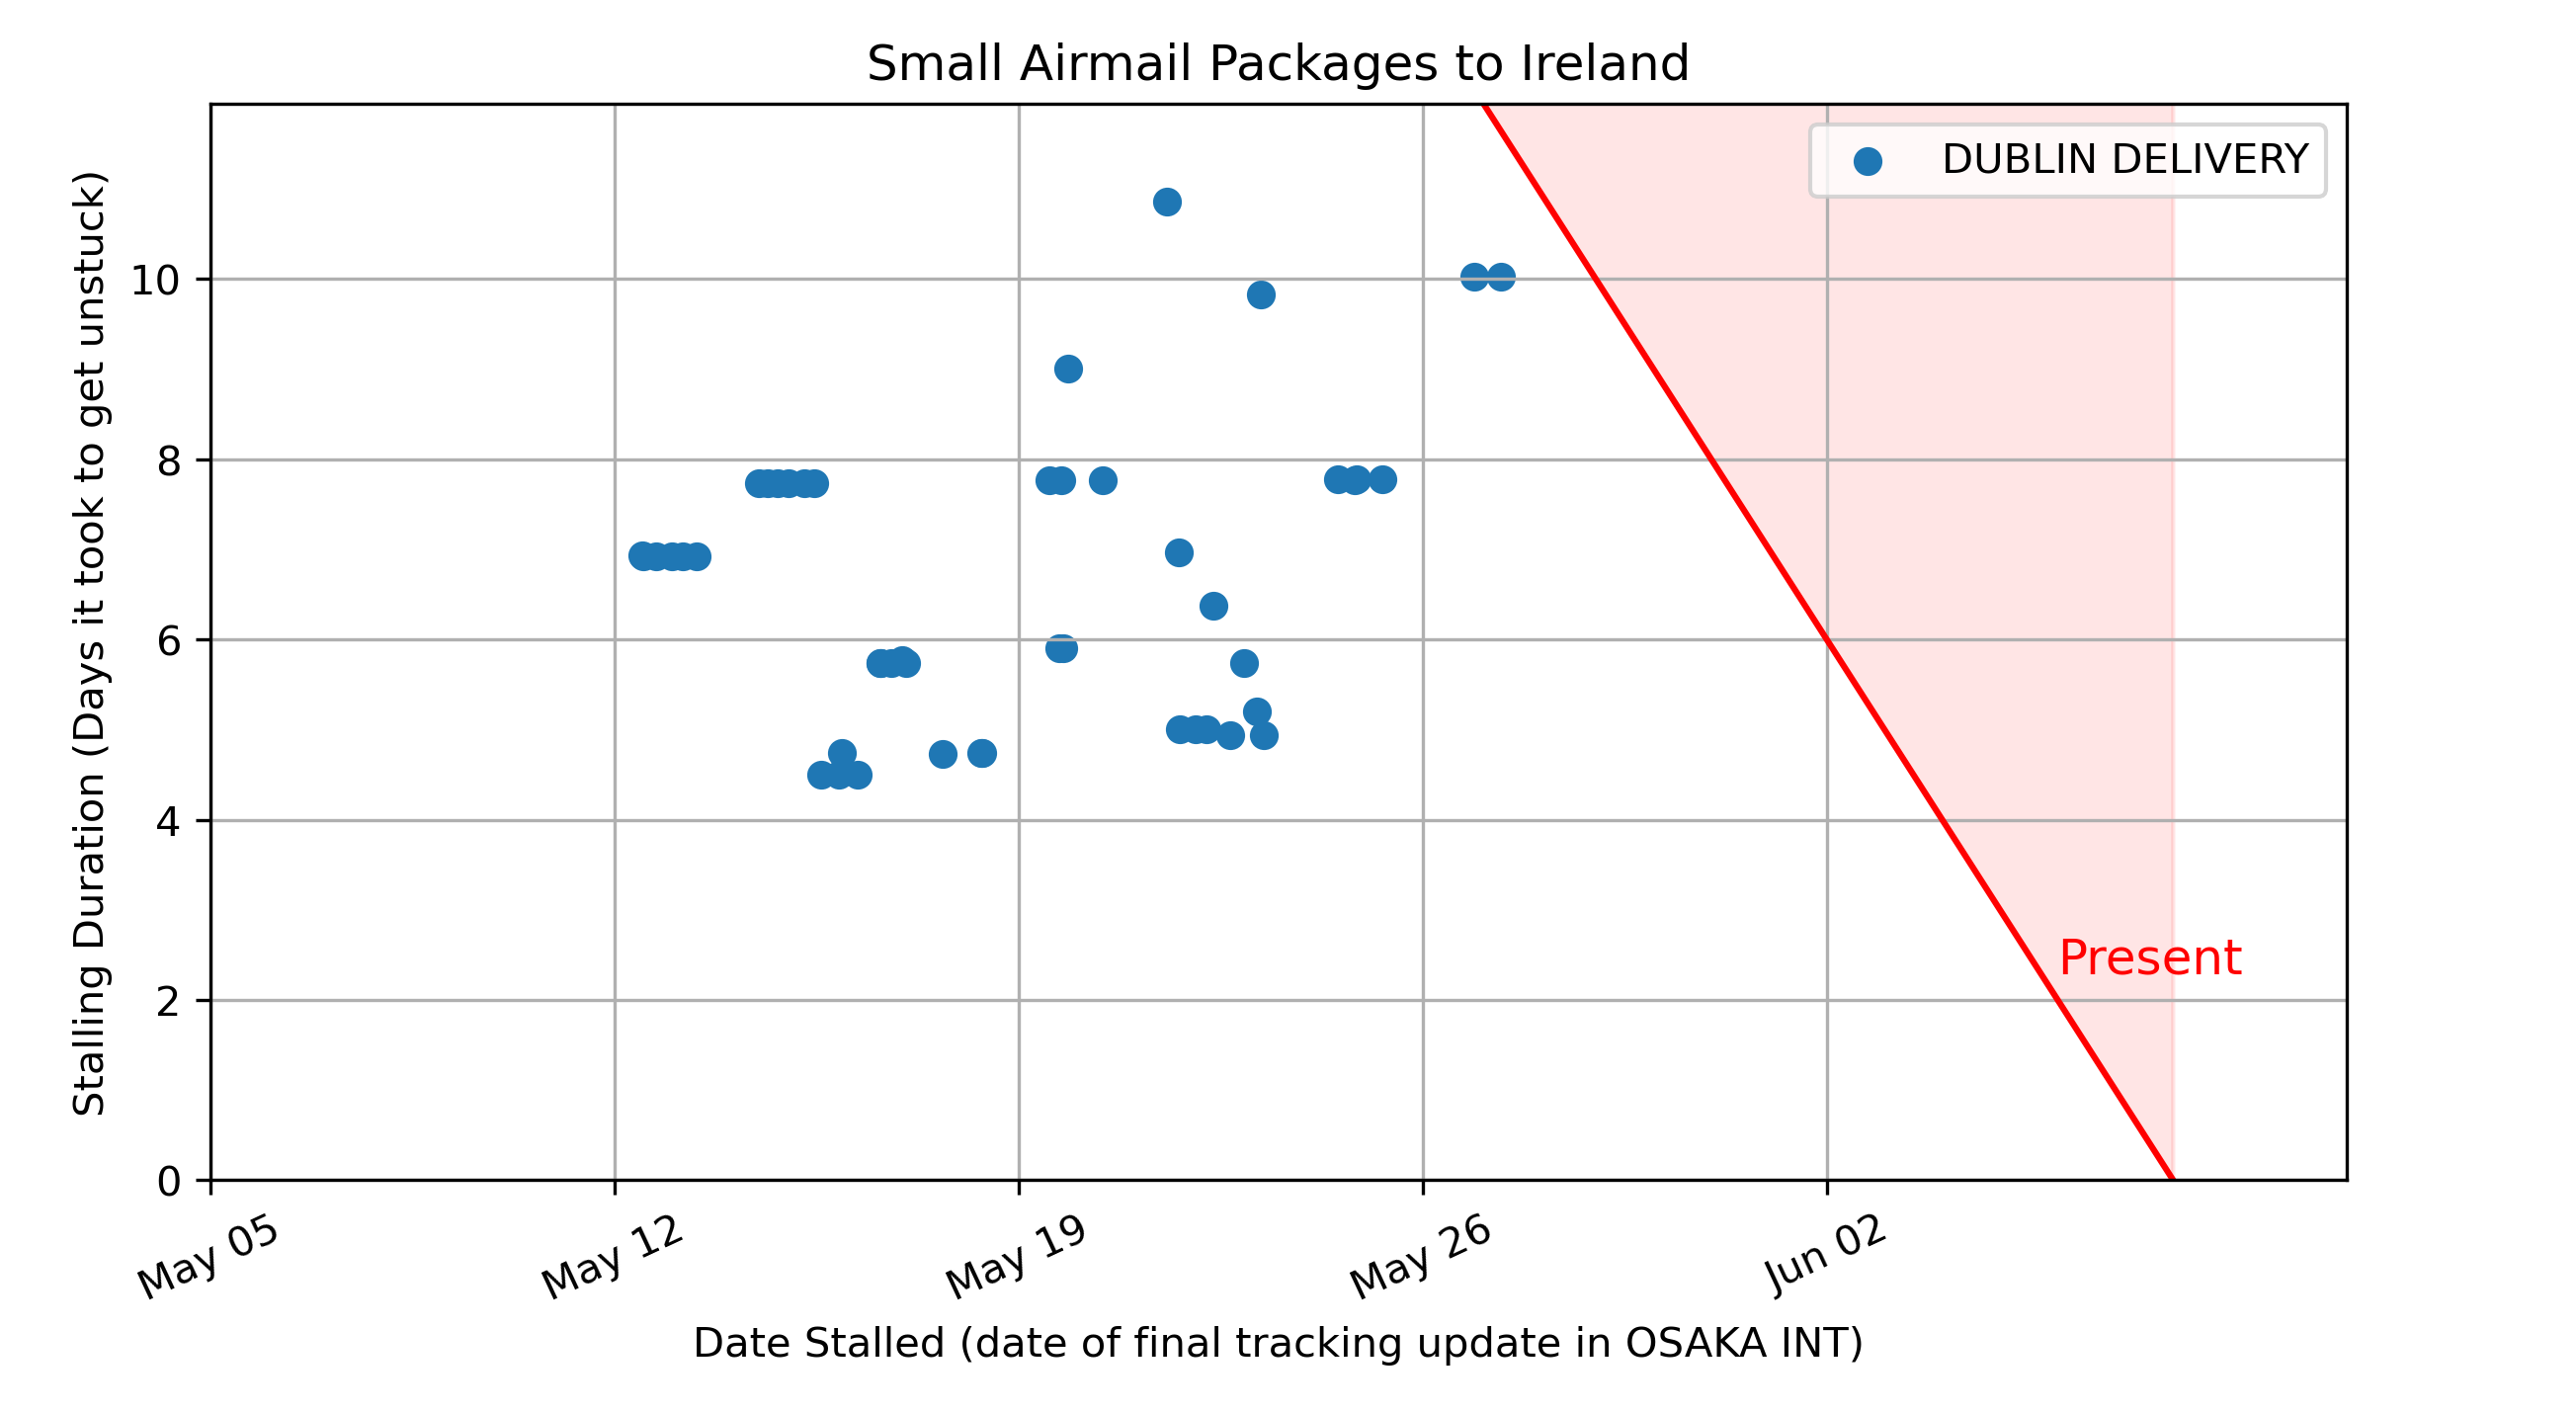 Small Airmail Packages to Ireland
DUBLIN DELIVERY
Stalling Duration (Days it took to get unstuck)
10
8
6
4
2
0
Present
May 05
May 12
May 19
May 26
Jun 02
Date Stalled (date of final tracking update in OSAKA INT)